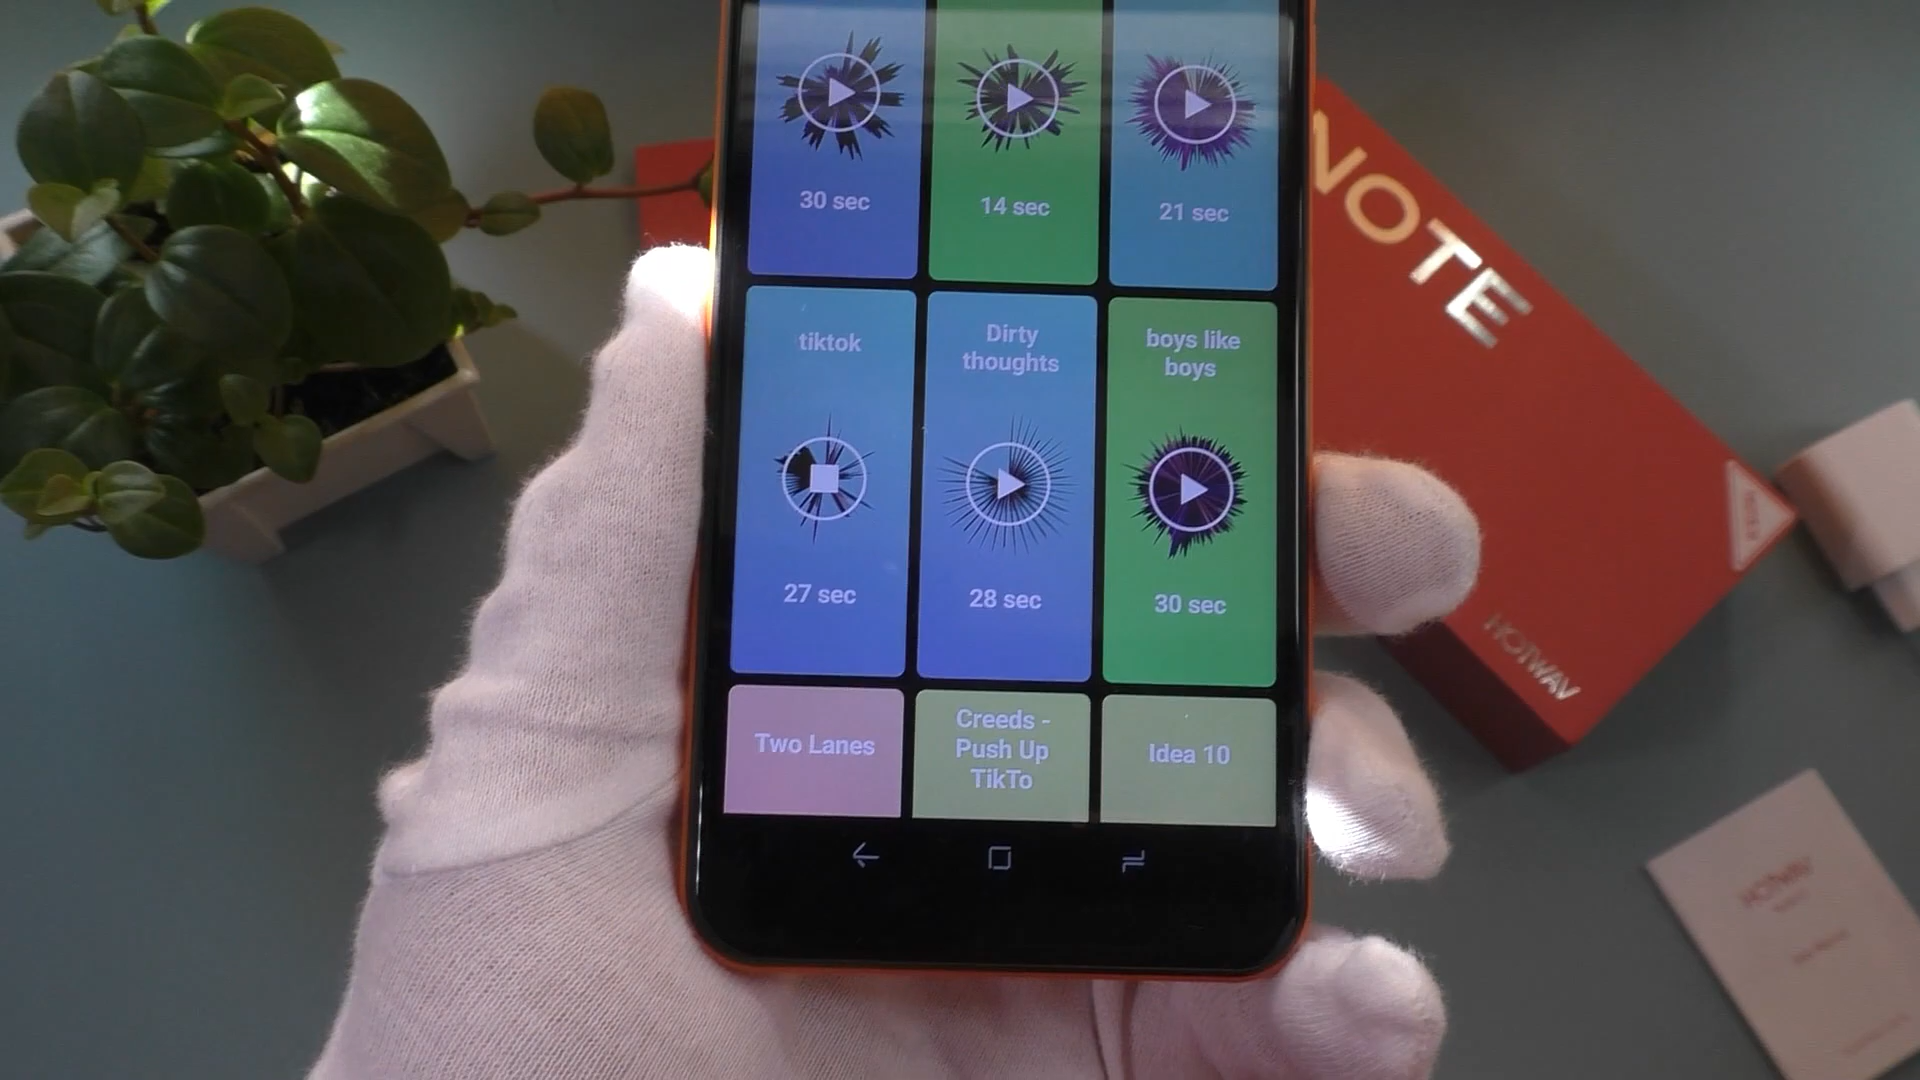 30 sec
14 sec
21 sec
tiktok
Dirty
thoughts
boys like
boys
27 sec
28 sec
30 sec
Two Lanes
Creeds -
Push Up
TikTo
Idea 10
NOTE
HOTWAV
HOTWAV